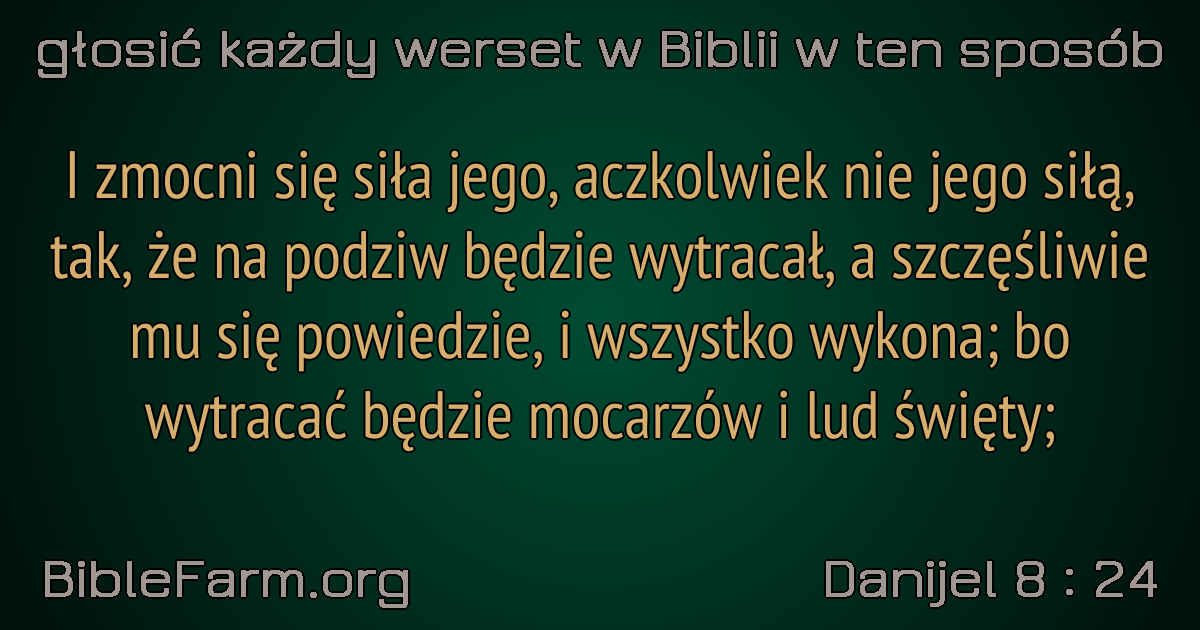 głosić każdy werset w Biblii w ten sposób
I zmocni się siła jego, aczkolwiek nie jego siłą,
tak, że na podziw będzie wytracał, a szczęśliwie
mu się powiedzie, i wszystko wykona; bo
wytracać będzie mocarzów i lud święty;
BibleFarm.org
Danijel 8 : 24